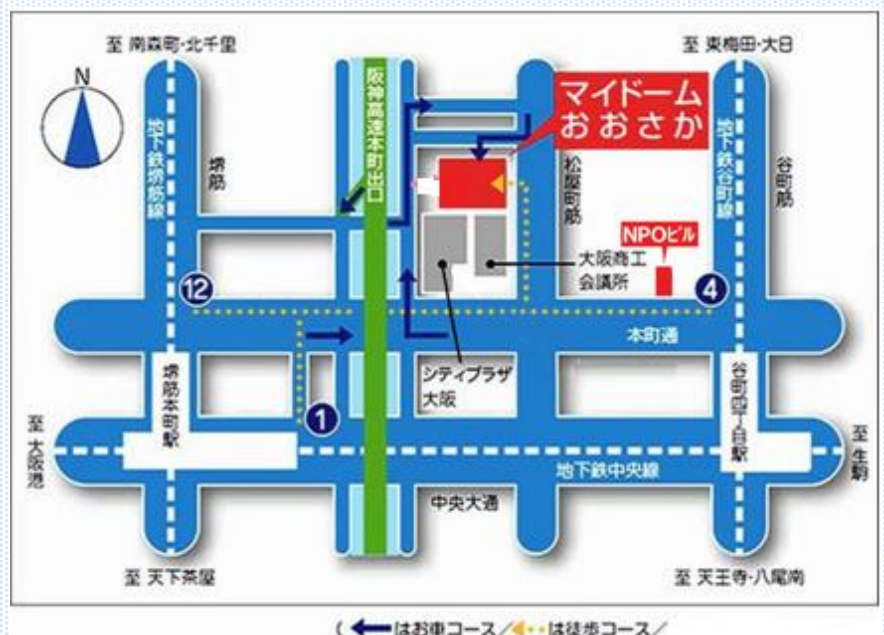 至 南森町・北千里
至 東梅田・大日
N
地下鉄堺筋線
堺筋
阪神高速本町出口
マイドーム
おおさか
松屋町筋
地下鉄谷町線
谷町筋
NPOビル
大阪商工
会議所
12
4
本町通
シティプラザ
大阪
堺筋本町駅
1
谷町四丁目駅
至 大阪港
至 生駒
地下鉄中央線
中央大通
至 天下茶屋
至 天王寺・八尾南
( ←はお車コース/◀‥は徒歩コース/